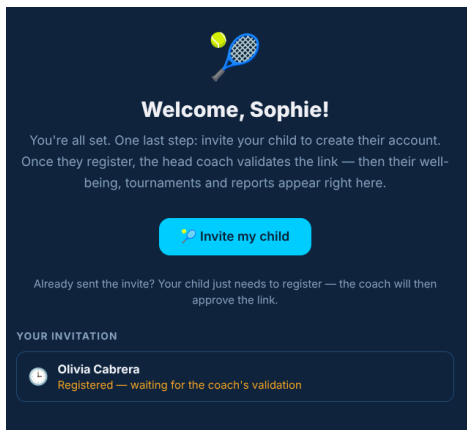 Welcome, Sophie!
You're all set. One last step: invite your child to create their account.
Once they register, the head coach validates the link — then their well-
being, tournaments and reports appear right here.
Invite my child
Already sent the invite? Your child just needs to register — the coach will then
approve the link.
YOUR INVITATION
Olivia Cabrera
Registered — waiting for the coach's validation